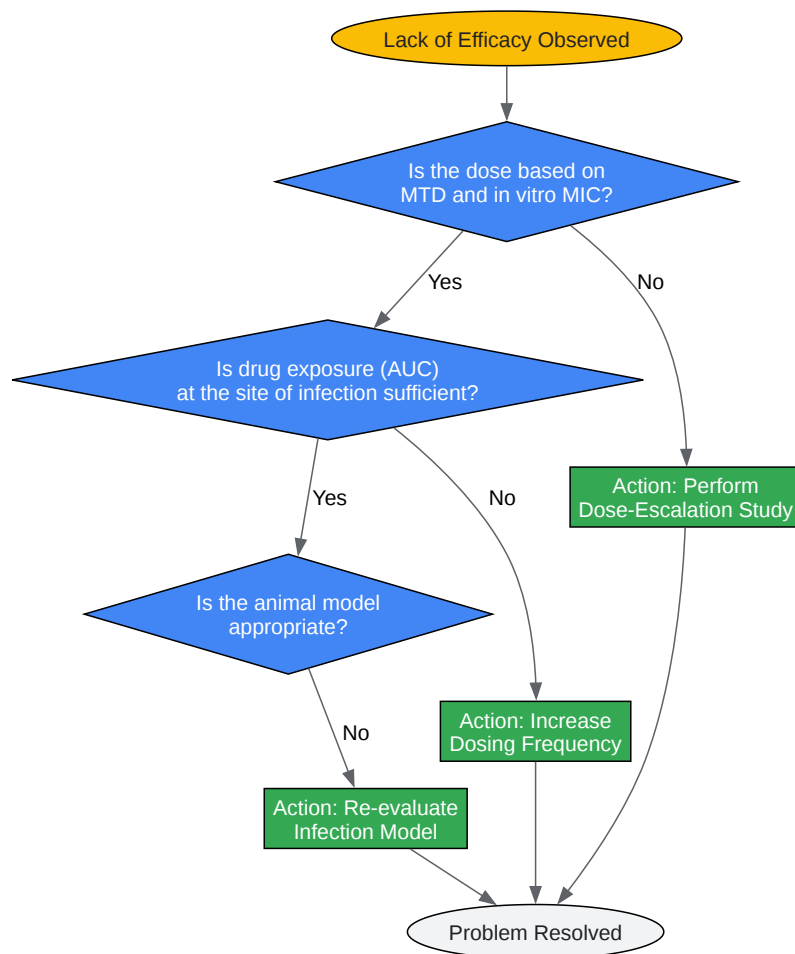 Lack of Efficacy Observed
Is the dose based on
MTD and in vitro MIC?
Yes
No
Is drug exposure (AUC)
at the site of infection sufficient?
Action: Perform
Dose-Escalation Study
Yes
No
Is the animal model
appropriate?
No
Action: Increase
Dosing Frequency
Action: Re-evaluate
Infection Model
Problem Resolved